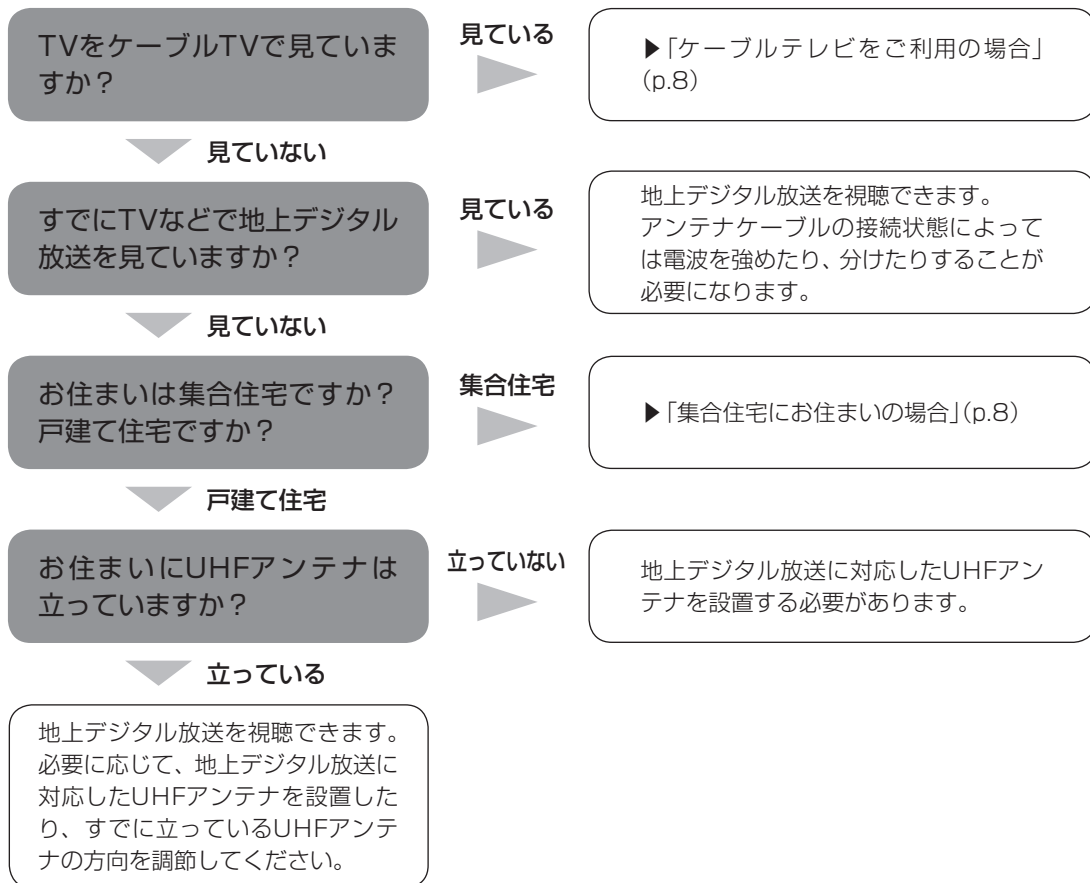 TVをケーブルTVで見ていま
すか？
見ている
▶「ケーブルテレビをご利用の場合」
(p.8)
見ていない
すでにTVなどで地上デジタル
放送を見ていますか？
見ている
地上デジタル放送を視聴できます。
アンテナケーブルの接続状態によって
は電波を強めたり、分けたりすることが
必要になります。
見ていない
お住まいは集合住宅ですか？
戸建て住宅ですか？
集合住宅
▶「集合住宅にお住まいの場合」(p.8)
戸建て住宅
お住まいにUHFアンテナは
立っていますか？
立っていない
地上デジタル放送に対応したUHFアン
テナを設置する必要があります。
立っている
地上デジタル放送を視聴できます。
必要に応じて、地上デジタル放送に
対応したUHFアンテナを設置した
り、すでに立っているUHFアンテ
ナの方向を調節してください。